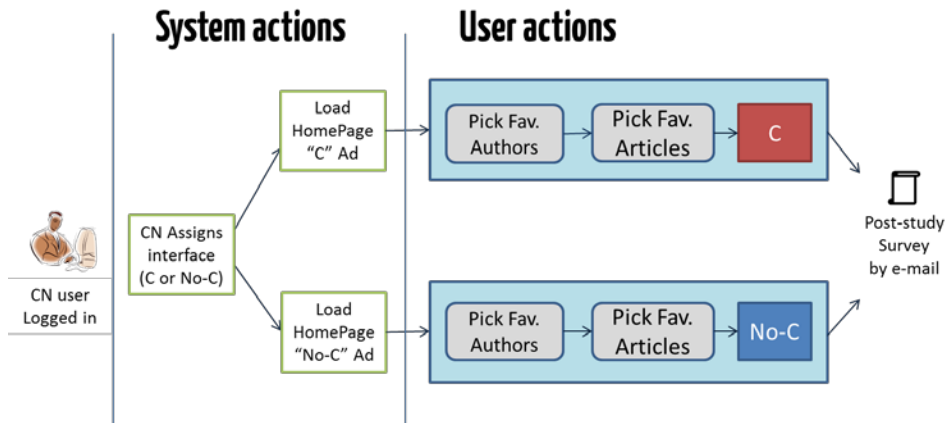 System actions
User actions
Load
HomePage
“C” Ad
Pick Fav.
Authors
Pick Fav.
Articles
C
CN Assigns
interface
(C or No-C)
CN user
Logged in
Post-study
Survey
by e-mail
Load
HomePage
“No-C” Ad
Pick Fav.
Authors
Pick Fav.
Articles
No-C